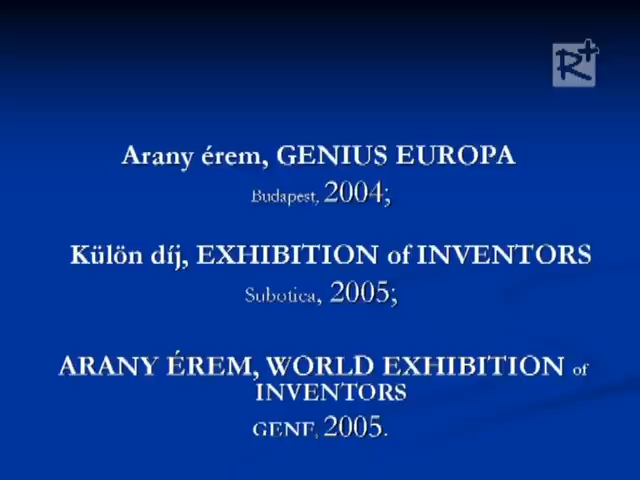 R+
Arany érem, GENIUS EUROPA
Budapest, 2004;
Külön díj, EXHIBITION of INVENTORS
Subotica, 2005;
ARANY ÉREM, WORLD EXHIBITION of
INVENTORS
GENF, 2005.